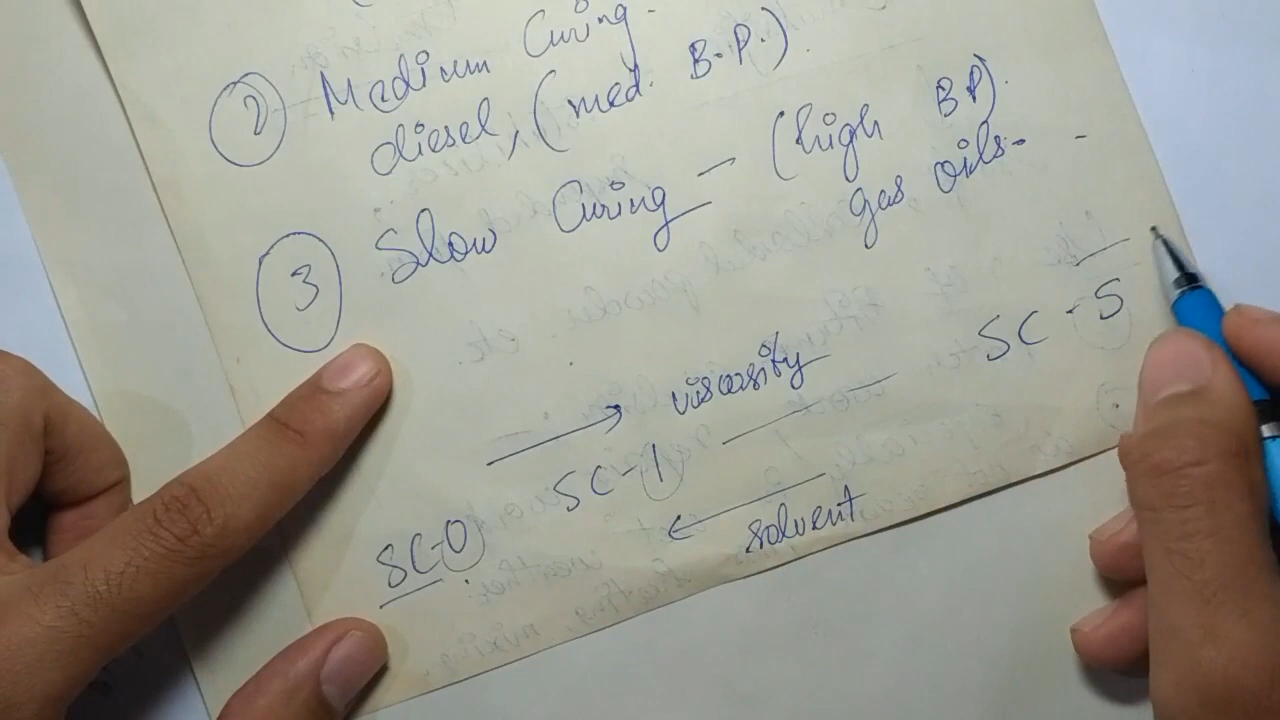 2 Medium Curing.
diesel, (med. B.P.).
3 Slow Curing – (high BP).
gas oils.
→ viscosity
SC-0 SC-1 — SC-5
← solvent